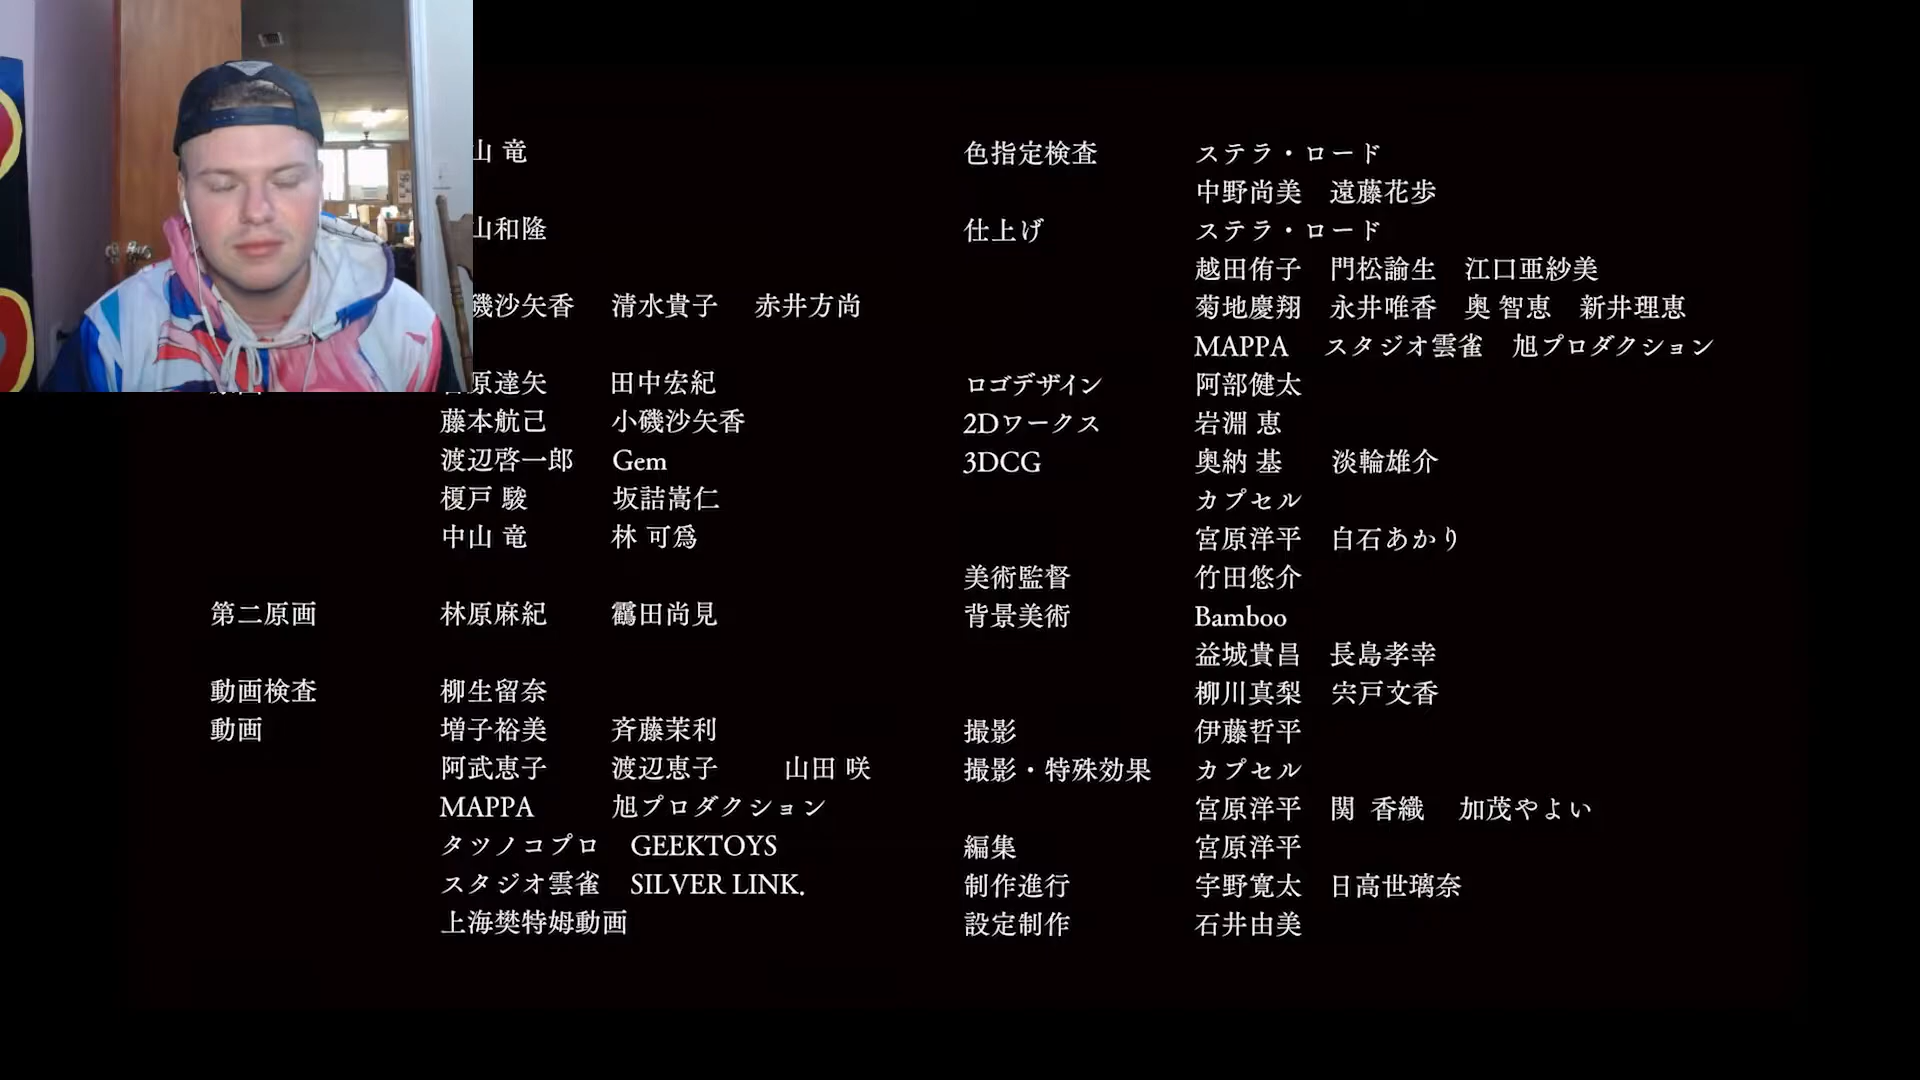 山 竜
山和隆
磯沙矢香 清水貴子 赤井方尚
原達矢 田中宏紀
藤本航己 小磯沙矢香
渡辺啓一郎 Gem
榎戸 駿 坂詰嵩仁
中山 竜 林 可爲
第二原画 林原麻紀 靏田尚見
動画検査 柳生留奈
動画 増子裕美 斉藤茉利
阿武恵子 渡辺恵子 山田 咲
MAPPA 旭プロダクション
タツノコプロ GEEKTOYS
スタジオ雲雀 SILVER LINK.
上海樊特姆動画
色指定検査 ステラ・ロード
中野尚美 遠藤花歩
仕上げ ステラ・ロード
越田侑子 門松諭生 江口亜紗美
菊地慶翔 永井唯香 奥 智恵 新井理恵
MAPPA スタジオ雲雀 旭プロダクション
ロゴデザイン 阿部健太
2Dワークス 岩淵 恵
3DCG 奥納 基 淡輪雄介
カプセル
宮原洋平 白石あかり
美術監督 竹田悠介
背景美術 Bamboo
益城貴昌 長島孝幸
柳川真梨 宍戸文香
撮影 伊藤哲平
撮影・特殊効果 カプセル
宮原洋平 関 香織 加茂やよい
編集 宮原洋平
制作進行 宇野寛太 日高世璃奈
設定制作 石井由美